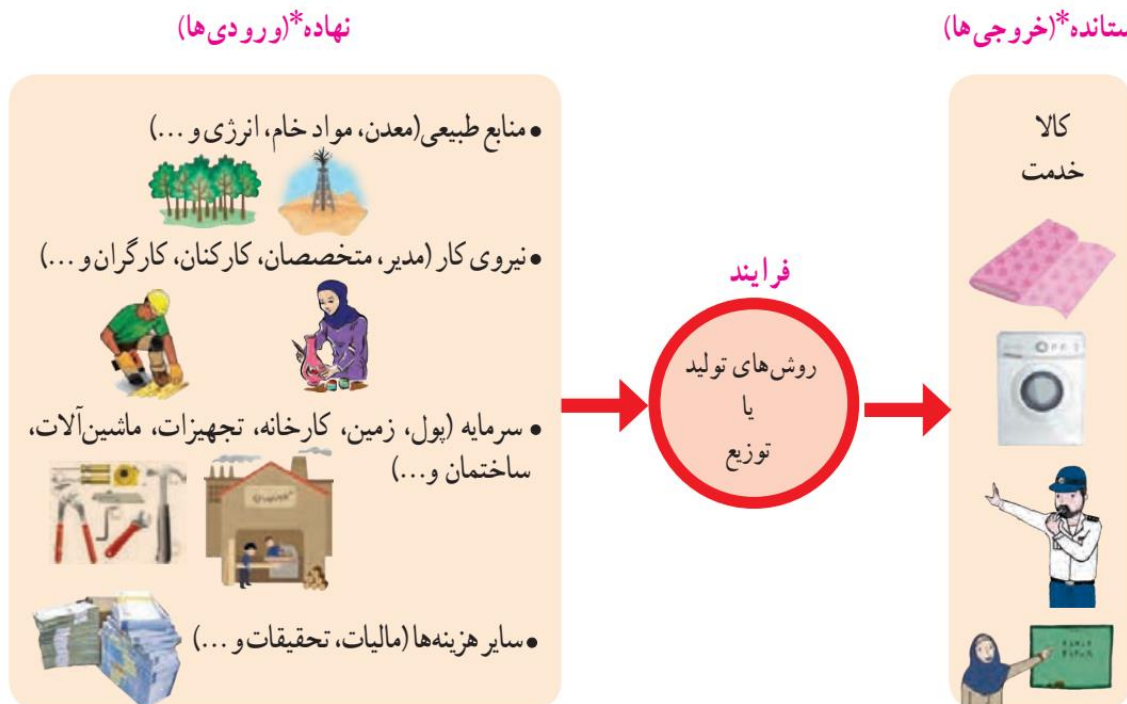 نهاده*(ورودی‌ها)
• منابع طبیعی(معدن، مواد خام، انرژی و ...)
• نیروی کار (مدیر، متخصصان، کارکنان، کارگران و ...)
• سرمایه (پول، زمین، کارخانه، تجهیزات، ماشین‌آلات،
ساختمان و...)
• سایر هزینه‌ها (مالیات، تحقیقات و ...)
فرایند
روش‌های تولید
یا
توزیع
ستانده*(خروجی‌ها)
کالا
خدمت